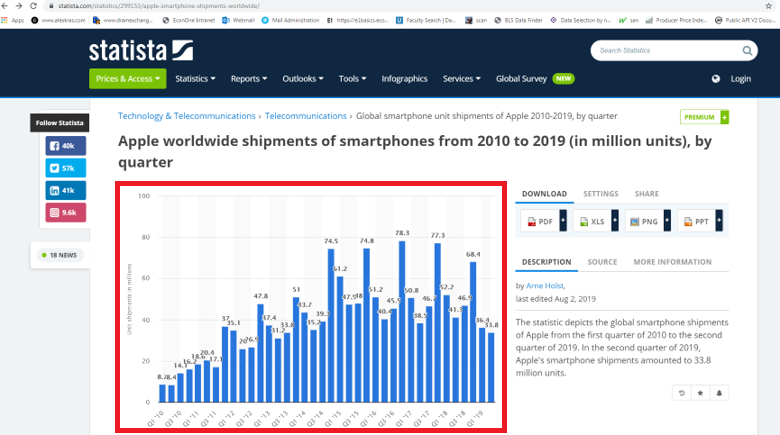 statista.com/statistics/299153/apple-smartphone-shipments-worldwide/
Apps www.alexkras.com www.dramexchang... EconOne Intranet Webmail Mail Administration https://e1basics.eco... Faculty Search | Da... scan BLS Data Finder Data Selection by n... san Producer Price Inde... Public API V2 Docu...
statista
Search Statistics
Prices & Access Statistics Reports Outlooks Tools Infographics Services Global Survey NEW Login
Follow Statista
40k
57k
41k
9.6k
18 NEWS
Technology & Telecommunications › Telecommunications › Global smartphone unit shipments of Apple 2010-2019, by quarter
PREMIUM +
Apple worldwide shipments of smartphones from 2010 to 2019 (in million units), by
quarter
Unit shipments in millions
100
80
60
40
20
0
8.7 8.4 14.1 16.2 18.6 20.4 17.1 37 35.1 26 26.9 47.8 37.4 31.2 33.8 51 43.7 35.2 39.3 74.5 61.2 47.5 48 74.8 51.2 40.4 45.5 78.3 50.8 38.5 46.7 77.3 52.2 41.3 46.9 68.4 36.4 33.8
Q1 '10 Q3 '10 Q1 '11 Q3 '11 Q1 '12 Q3 '12 Q1 '13 Q3 '13 Q1 '14 Q3 '14 Q1 '15 Q3 '15 Q1 '16 Q3 '16 Q1 '17 Q3 '17 Q1 '18 Q3 '18 Q1 '19
DOWNLOAD SETTINGS SHARE
PDF + XLS + PNG + PPT +
DESCRIPTION SOURCE MORE INFORMATION
by Arne Holst,
last edited Aug 2, 2019
The statistic depicts the global smartphone shipments
of Apple from the first quarter of 2010 to the second
quarter of 2019. In the second quarter of 2019,
Apple's smartphone shipments amounted to 33.8
million units.